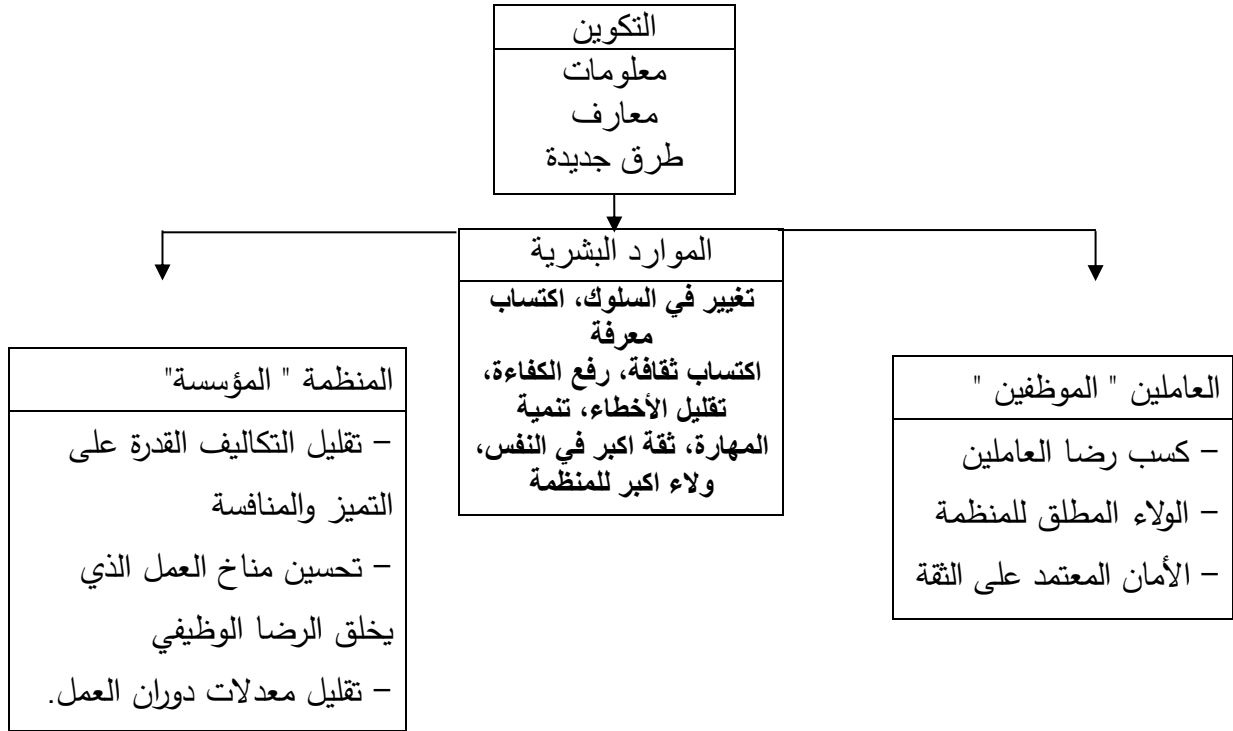 التكوين
معلومات
معارف
طرق جديدة
الموارد البشرية
تغيير في السلوك، اكتساب
معرفة
اكتساب ثقافة، رفع الكفاءة،
تقليل الأخطاء، تنمية
المهارة، ثقة اكبر في النفس،
ولاء اكبر للمنظمة
العاملين " الموظفين "
– كسب رضا العاملين
– الولاء المطلق للمنظمة
– الأمان المعتمد على الثقة
المنظمة " المؤسسة"
– تقليل التكاليف القدرة على
التميز والمنافسة
– تحسين مناخ العمل الذي
يخلق الرضا الوظيفي
– تقليل معدلات دوران العمل.